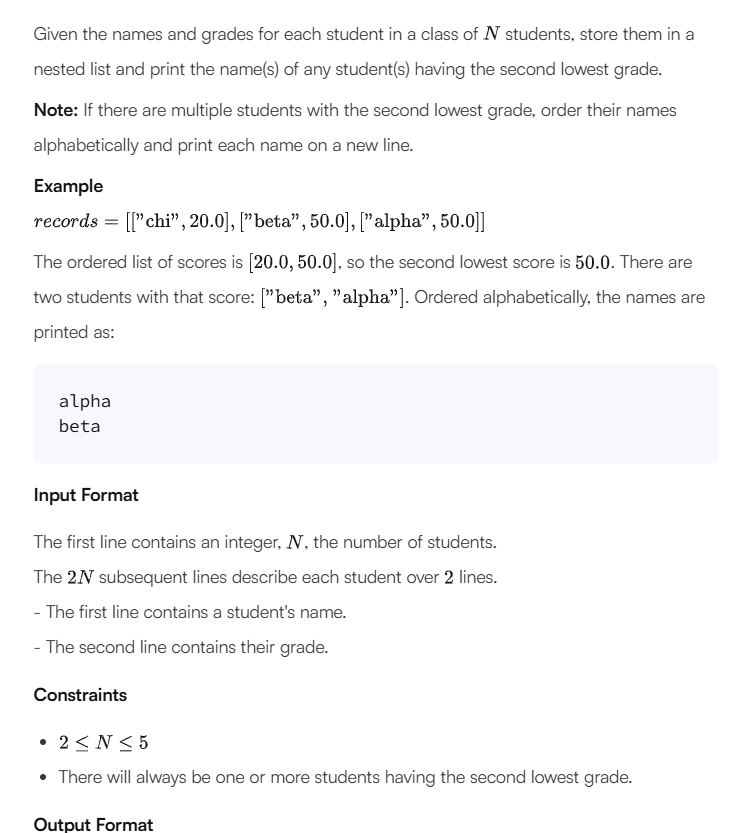 Given the names and grades for each student in a class of N students, store them in a
nested list and print the name(s) of any student(s) having the second lowest grade.
Note: If there are multiple students with the second lowest grade, order their names
alphabetically and print each name on a new line.
Example
records = [["chi", 20.0], ["beta", 50.0], ["alpha", 50.0]]
The ordered list of scores is [20.0, 50.0], so the second lowest score is 50.0. There are
two students with that score: ["beta", "alpha"]. Ordered alphabetically, the names are
printed as:
alpha
beta
Input Format
The first line contains an integer, N, the number of students.
The 2N subsequent lines describe each student over 2 lines.
- The first line contains a student's name.
- The second line contains their grade.
Constraints
• 2 ≤ N ≤ 5
• There will always be one or more students having the second lowest grade.
Output Format